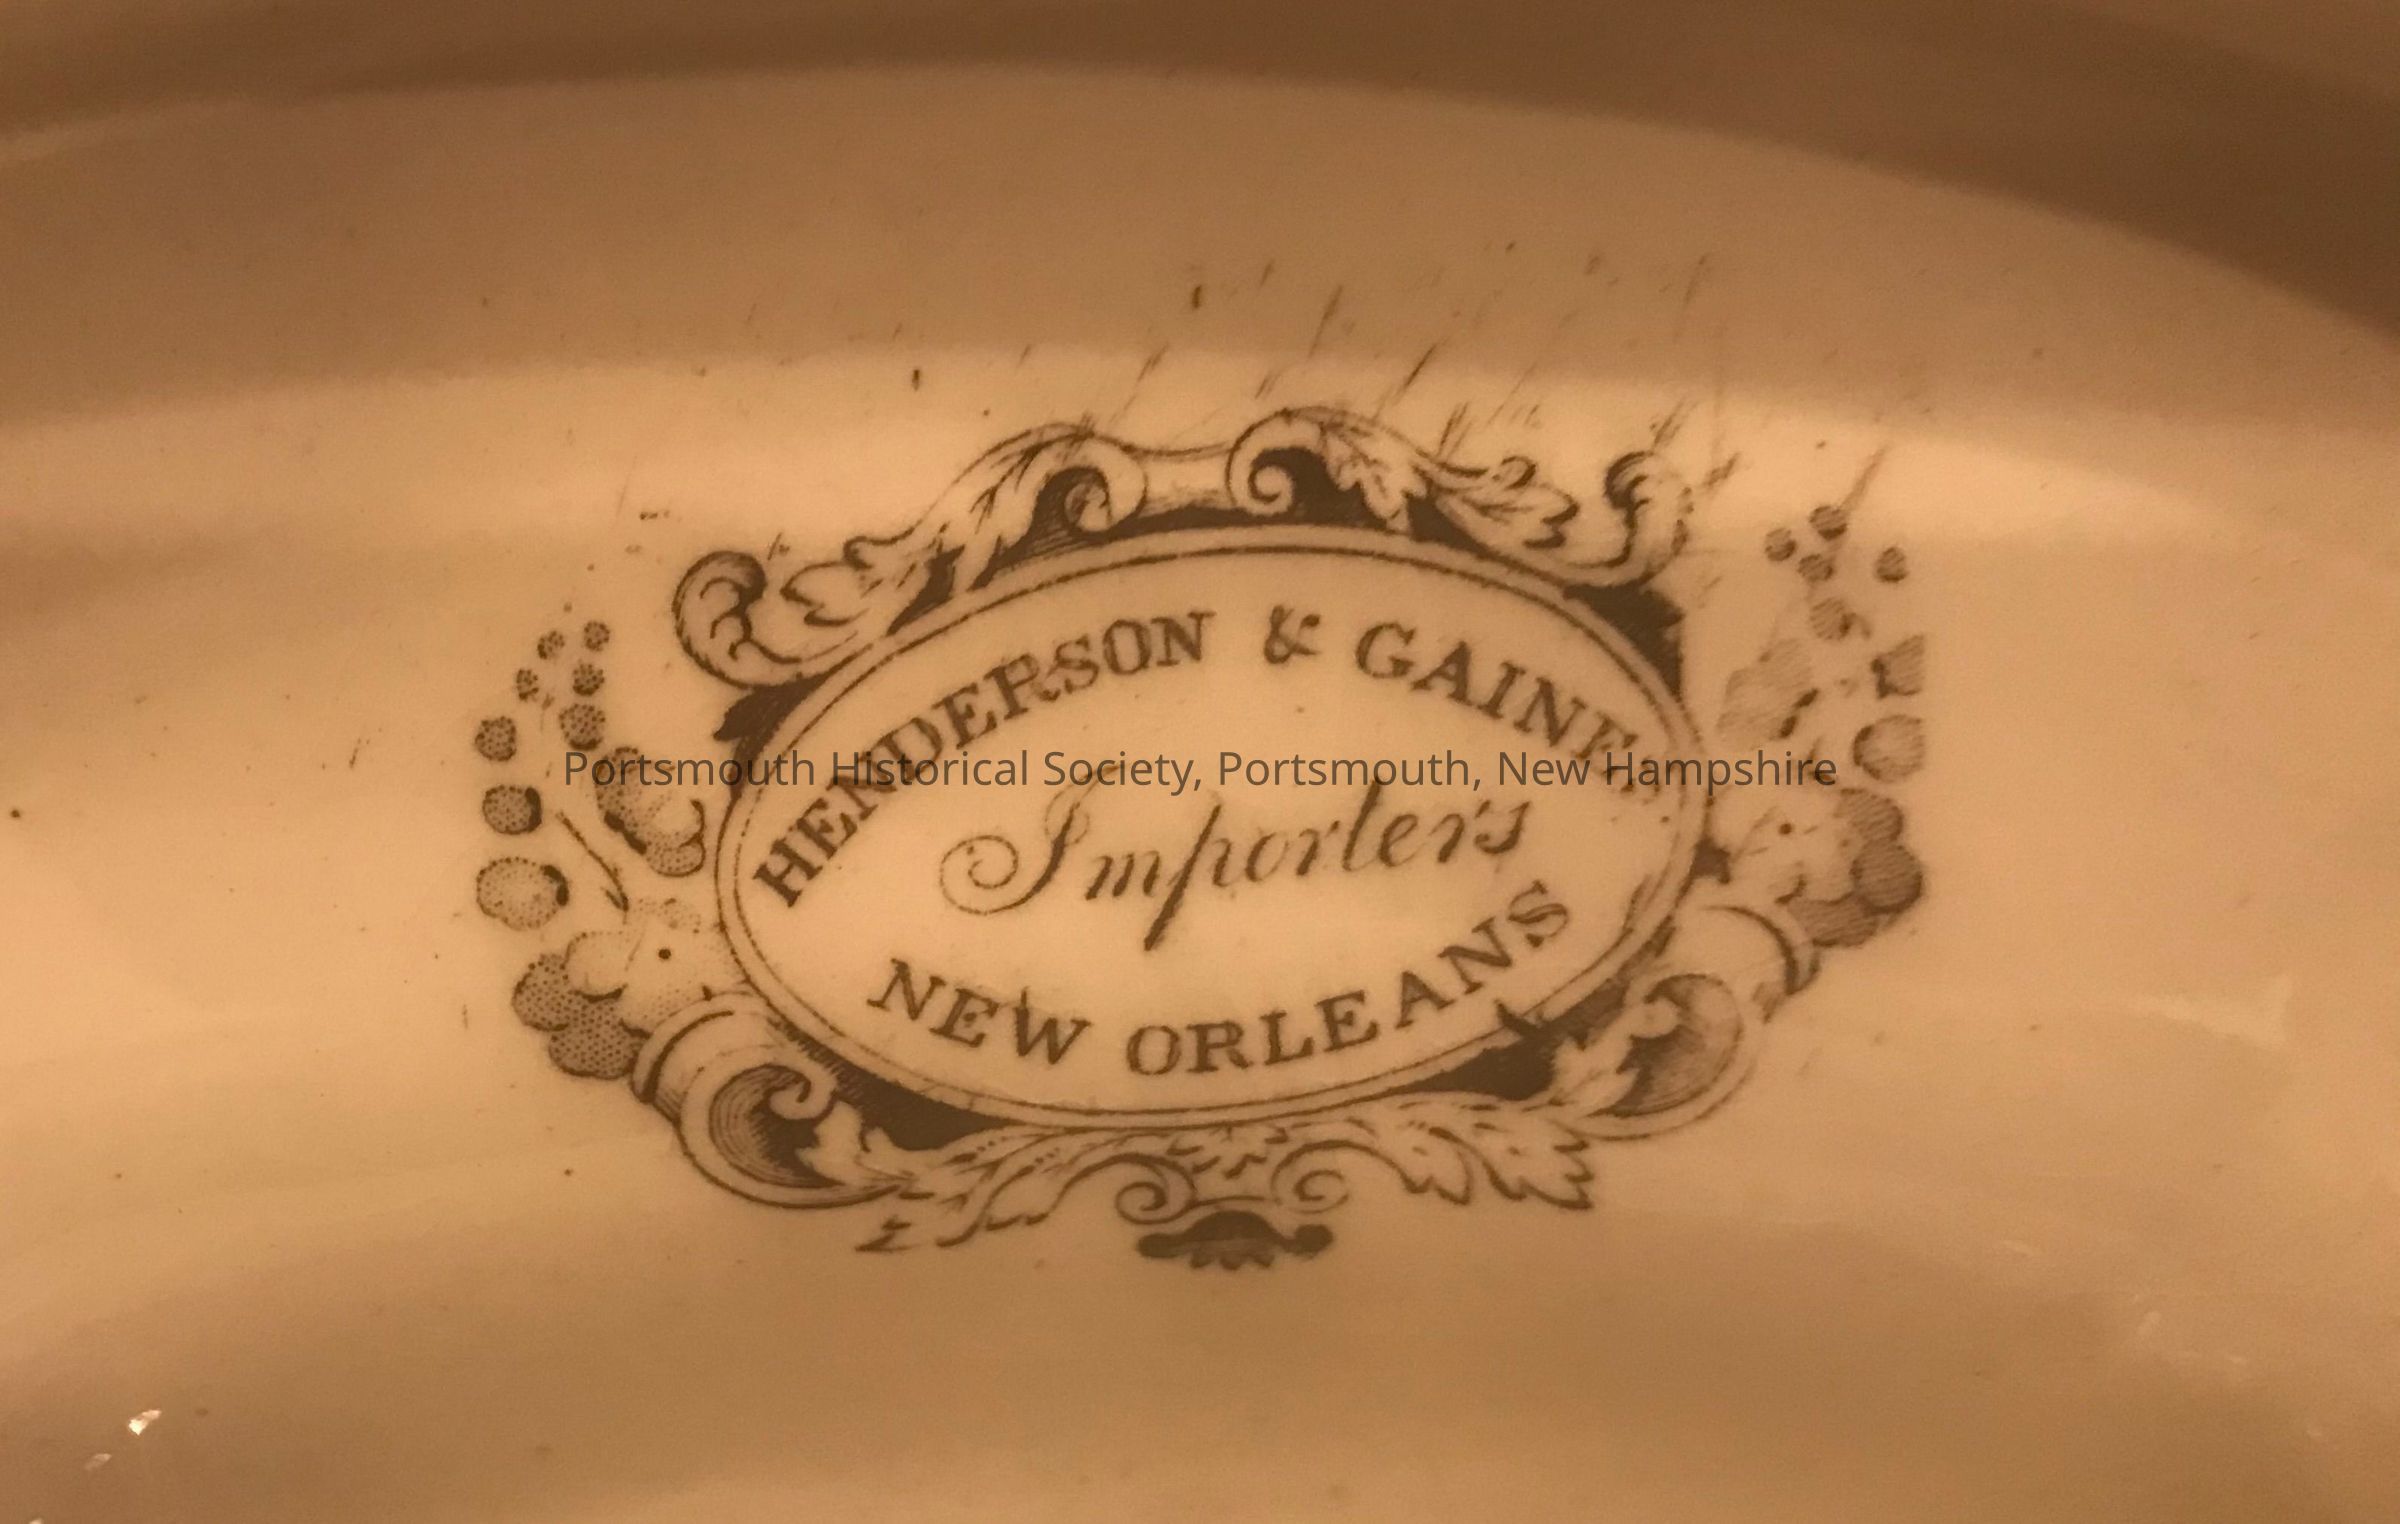 HENDERSON & GAINES
Portsmouth Historical Society, Portsmouth, New Hampshire
Importers
NEW ORLEANS